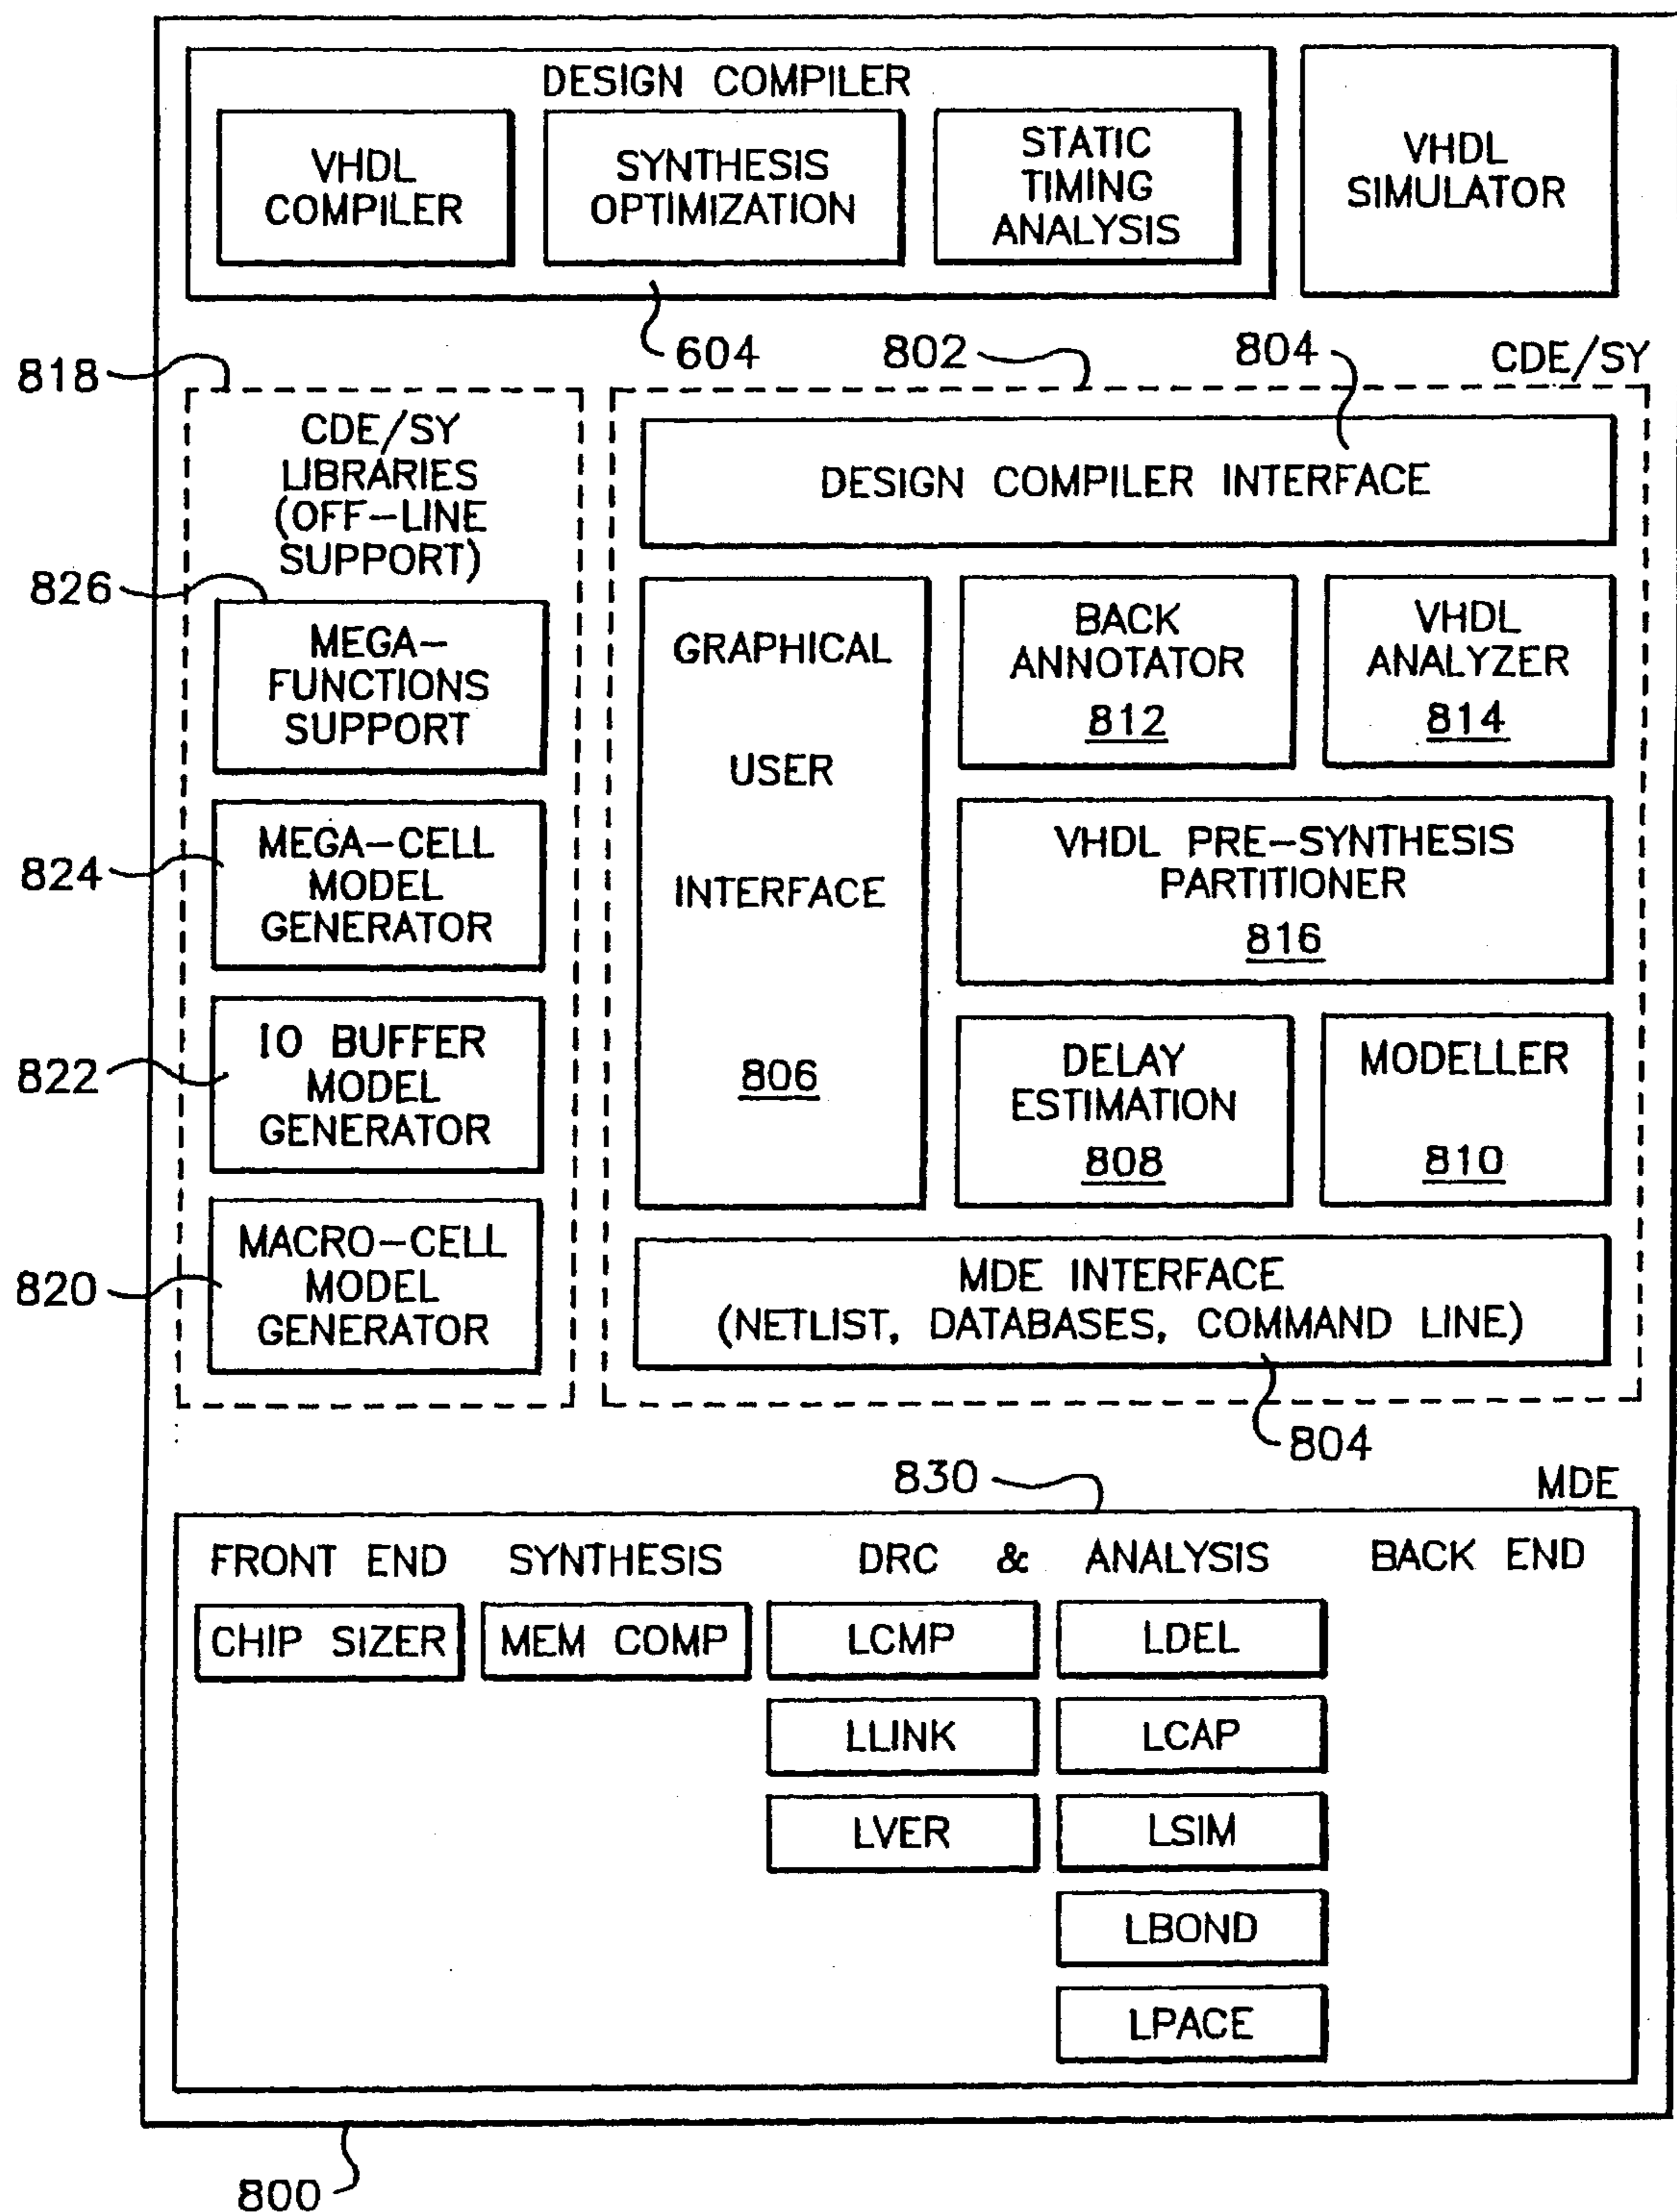 DESIGN COMPILER
VHDL
COMPILER
SYNTHESIS
OPTIMIZATION
STATIC
TIMING
ANALYSIS
VHDL
SIMULATOR
604
802
804
CDE/SY
818
CDE/SY
LIBRARIES
(OFF-LINE
SUPPORT)
826
MEGA-
FUNCTIONS
SUPPORT
824
MEGA-CELL
MODEL
GENERATOR
822
IO BUFFER
MODEL
GENERATOR
820
MACRO-CELL
MODEL
GENERATOR
DESIGN COMPILER INTERFACE
GRAPHICAL
USER
INTERFACE
806
BACK
ANNOTATOR
812
VHDL
ANALYZER
814
VHDL PRE-SYNTHESIS
PARTITIONER
816
DELAY
ESTIMATION
808
MODELLER
810
MDE INTERFACE
(NETLIST, DATABASES, COMMAND LINE)
804
830
MDE
FRONT END
SYNTHESIS
DRC & ANALYSIS
BACK END
CHIP SIZER
MEM COMP
LCMP
LDEL
LLINK
LCAP
LVER
LSIM
LBOND
LPACE
800